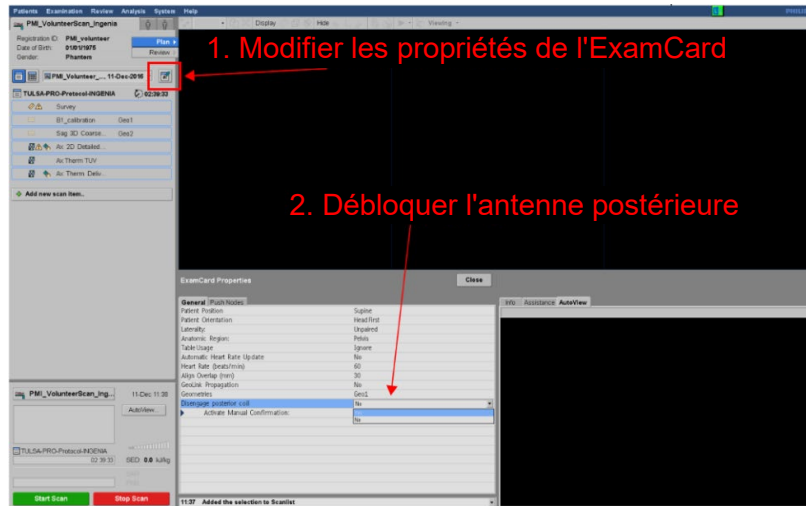 Patients Examination Review Analysis System Help
PMI_VolunteerScan_Ingenia
Display
Hide
Viewing
Registration ID: PMI_volunteer
Date of Birth: 01/01/1975
Gender: Phantom
Plan
Review
1. Modifier les propriétés de l'ExamCard
PMI_Volunteer_... 11-Dec-2016
TULSA-PRO-Protocol-INGENIA 02:39:33
Survey
B1_calibration Geo1
Sag 3D Coarse... Geo2
Ax 2D Detailed...
Ax Therm TUV
Ax Therm Deliv...
Add new scan item..
2. Débloquer l'antenne postérieure
ExamCard Properties
Close
General Push Nodes
Info Assistance AutoView
Patient Position Supine
Patient Orientation Head First
Laterality: Unpaired
Anatomic Region: Pelvis
Table Usage Ignore
Automatic Heart Rate Update No
Heart Rate (beats/min) 60
Align Overlap (mm) 30
GeoLink Propagation No
Geometries Geo1
Disengage posterior coil No
Activate Manual Confirmation:
No
PMI_VolunteerScan_Ing... 11-Dec 11:20
AutoView...
TULSA-PRO-Protocol-INGENIA
02:39:33 SED 0.0 kJ/kg
Start Scan Stop Scan
11:37 Added the selection to Scanlist